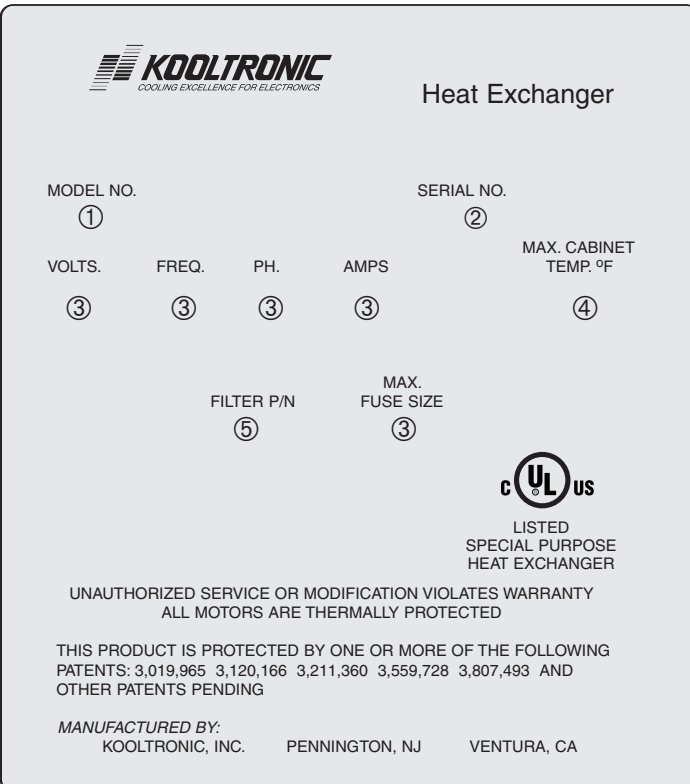 KOOLTRONIC
COOLING EXCELLENCE FOR ELECTRONICS
Heat Exchanger
MODEL NO. SERIAL NO.
① ②
VOLTS. FREQ. PH. AMPS MAX. CABINET
TEMP. ºF
③ ③ ③ ③ ④
FILTER P/N MAX.
FUSE SIZE
⑤ ③
C UL US
®
LISTED
SPECIAL PURPOSE
HEAT EXCHANGER
UNAUTHORIZED SERVICE OR MODIFICATION VIOLATES WARRANTY
ALL MOTORS ARE THERMALLY PROTECTED
THIS PRODUCT IS PROTECTED BY ONE OR MORE OF THE FOLLOWING
PATENTS: 3,019,965 3,120,166 3,211,360 3,559,728 3,807,493 AND
OTHER PATENTS PENDING
MANUFACTURED BY:
KOOLTRONIC, INC. PENNINGTON, NJ VENTURA, CA